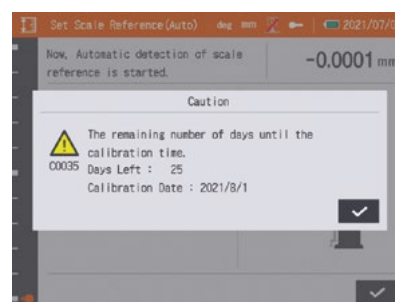 Set Scale Reference(Auto) deg mm 2021/07/0
Now, Automatic detection of scale
reference is started.
-0.0001 mm
Caution
The remaining number of days until the
calibration time.
C0035 Days Left : 25
Calibration Date : 2021/8/1